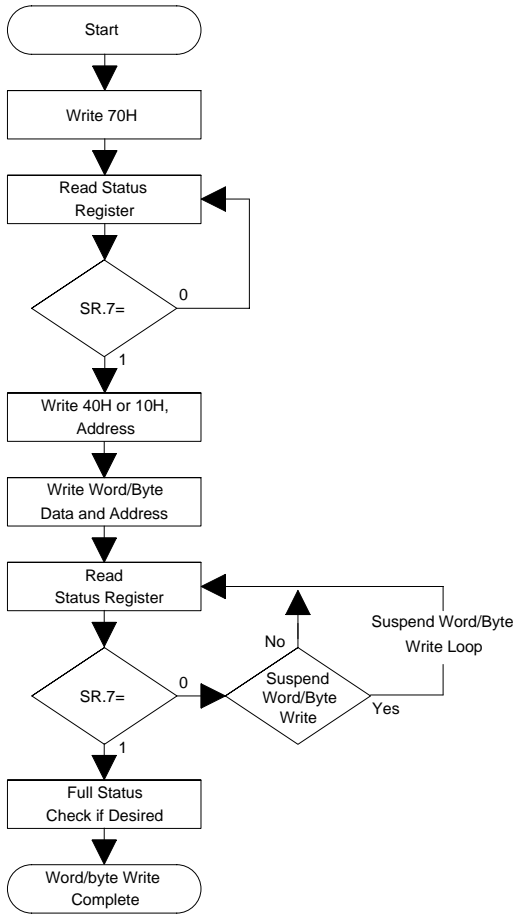 Start
Write 70H
Read Status
Register
SR.7=
0
1
Write 40H or 10H,
Address
Write Word/Byte
Data and Address
Read
Status Register
Suspend Word/Byte
Write Loop
No
SR.7=
0
Suspend
Word/Byte
Write
Yes
1
Full Status
Check if Desired
Word/byte Write
Complete